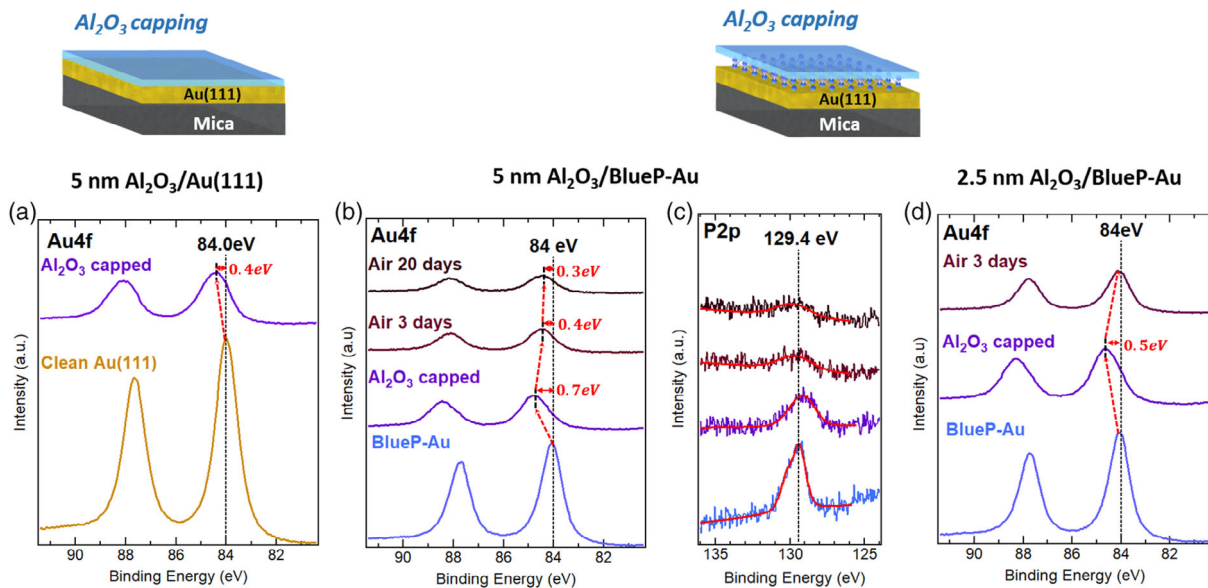 Al₂O₃ capping
Au(111)
Mica
Al₂O₃ capping
Au(111)
Mica
5 nm Al₂O₃/Au(111)
5 nm Al₂O₃/BlueP-Au
2.5 nm Al₂O₃/BlueP-Au
(a)
Au4f
84.0eV
Al₂O₃ capped
0.4eV
Clean Au(111)
Intensity (a.u.)
90 88 86 84 82
Binding Energy (eV)
(b)
Au4f
84 eV
Air 20 days
0.3eV
Air 3 days
0.4eV
Al₂O₃ capped
0.7eV
BlueP-Au
Intensity (a.u)
90 88 86 84 82
Binding Energy (eV)
(c)
P2p
129.4 eV
Intensity (a.u.)
135 130 125
Binding Energy (eV)
(d)
Au4f
84eV
Air 3 days
Al₂O₃ capped
0.5eV
BlueP-Au
Intensity (a.u)
90 88 86 84 82
Binding Energy (eV)